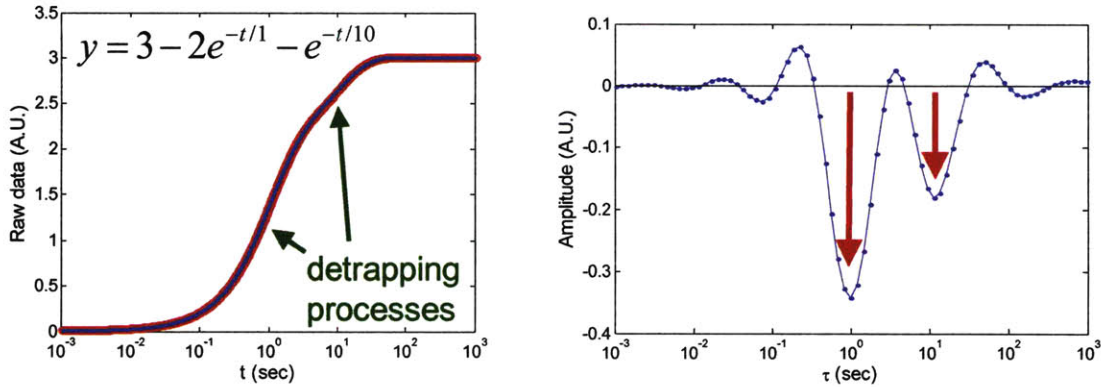 y = 3 − 2e^{−t/1} − e^{−t/10}
Raw data (A.U.)
3.5
3
2.5
2
1.5
1
0.5
0
detrapping
processes
10^{-3} 10^{-2} 10^{-1} 10^{0} 10^{1} 10^{2} 10^{3}
t (sec)
Amplitude (A.U.)
0.1
0
-0.1
-0.2
-0.3
-0.4
10^{-3} 10^{-2} 10^{-1} 10^{0} 10^{1} 10^{2} 10^{3}
τ (sec)